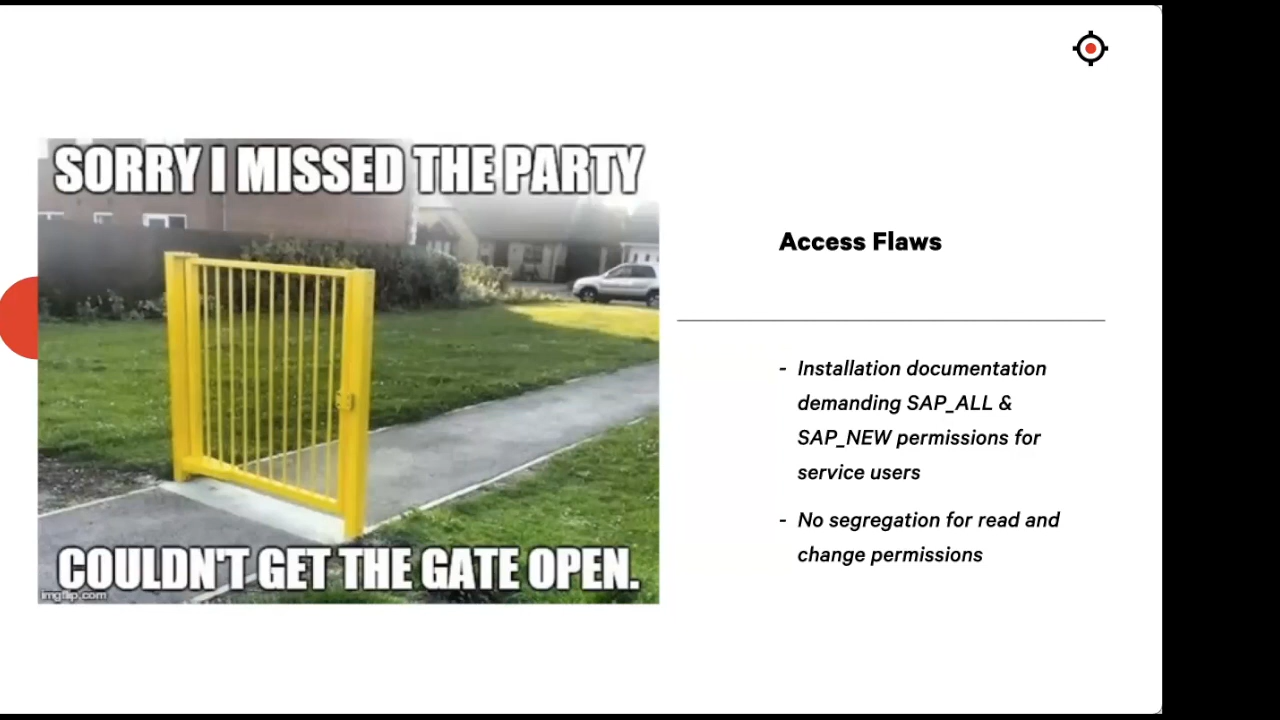 SORRY I MISSED THE PARTY
COULDN'T GET THE GATE OPEN.
imgflip.com
Access Flaws
- Installation documentation
demanding SAP_ALL &
SAP_NEW permissions for
service users
- No segregation for read and
change permissions